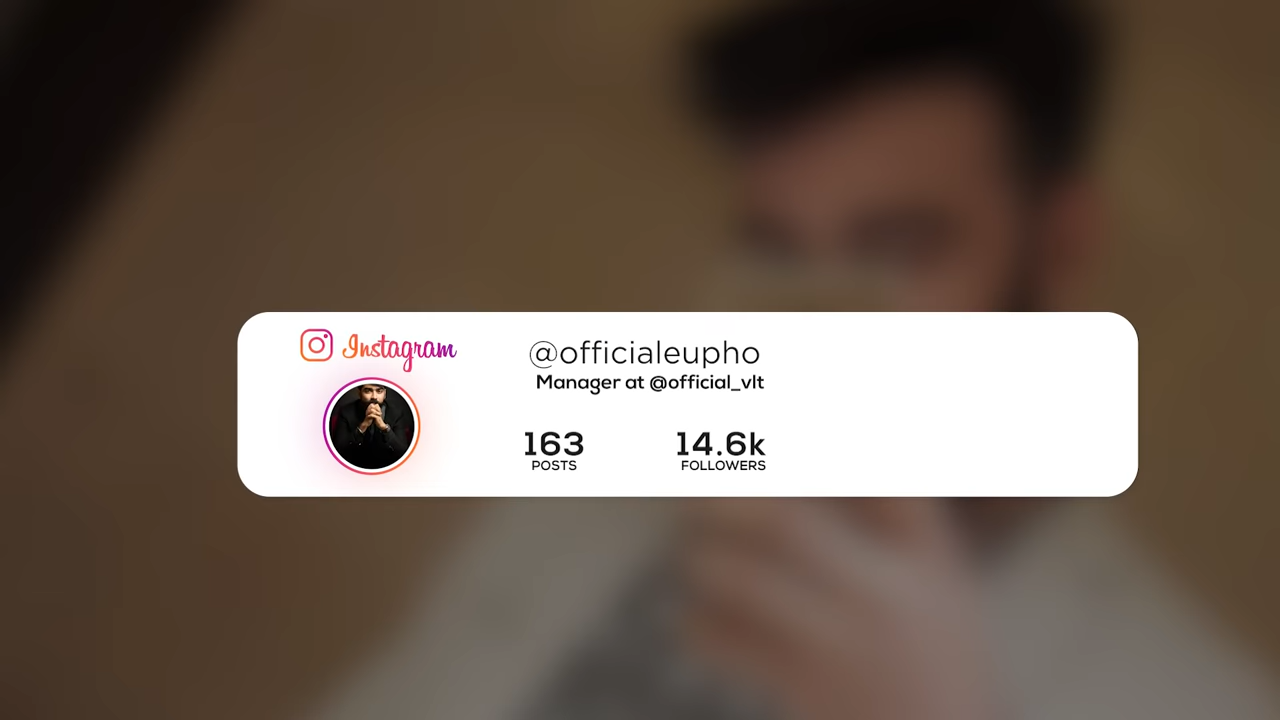 Instagram
@officialeupho
Manager at @official_vlt
163
POSTS
14.6k
FOLLOWERS